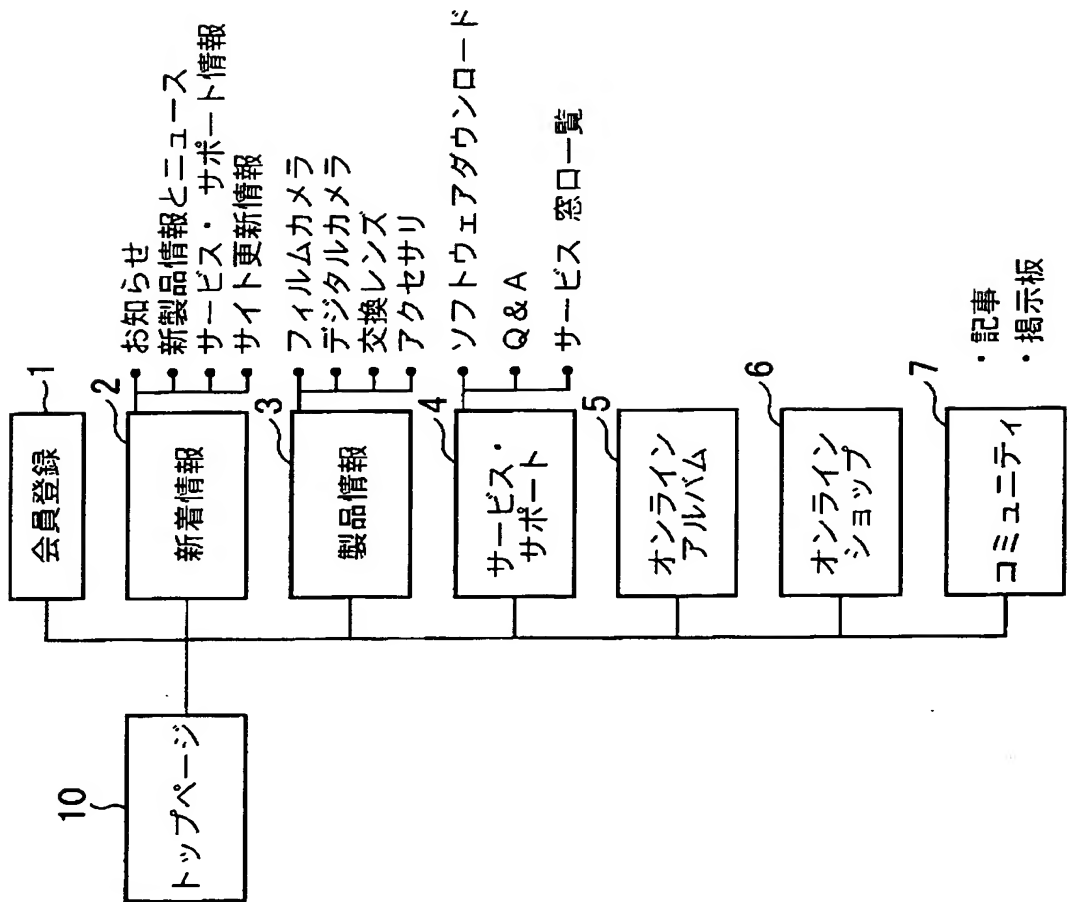 10
トップページ
1
会員登録
2
新着情報
お知らせ
新製品情報とニュース
サービス・サポート情報
サイト更新情報
3
製品情報
フィルムカメラ
デジタルカメラ
交換レンズ
アクセサリ
4
サービス・
サポート
ソフトウェアダウンロード
Q&A
サービス 窓口一覧
5
オンライン
アルバム
6
オンライン
ショップ
7
コミュニティ
・記事
・掲示板